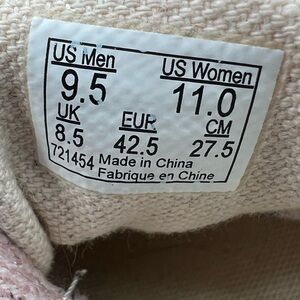 US Men US Women
9.5 11.0
UK EUR CM
8.5 42.5 27.5
721454 Made in China
Fabrique en Chine